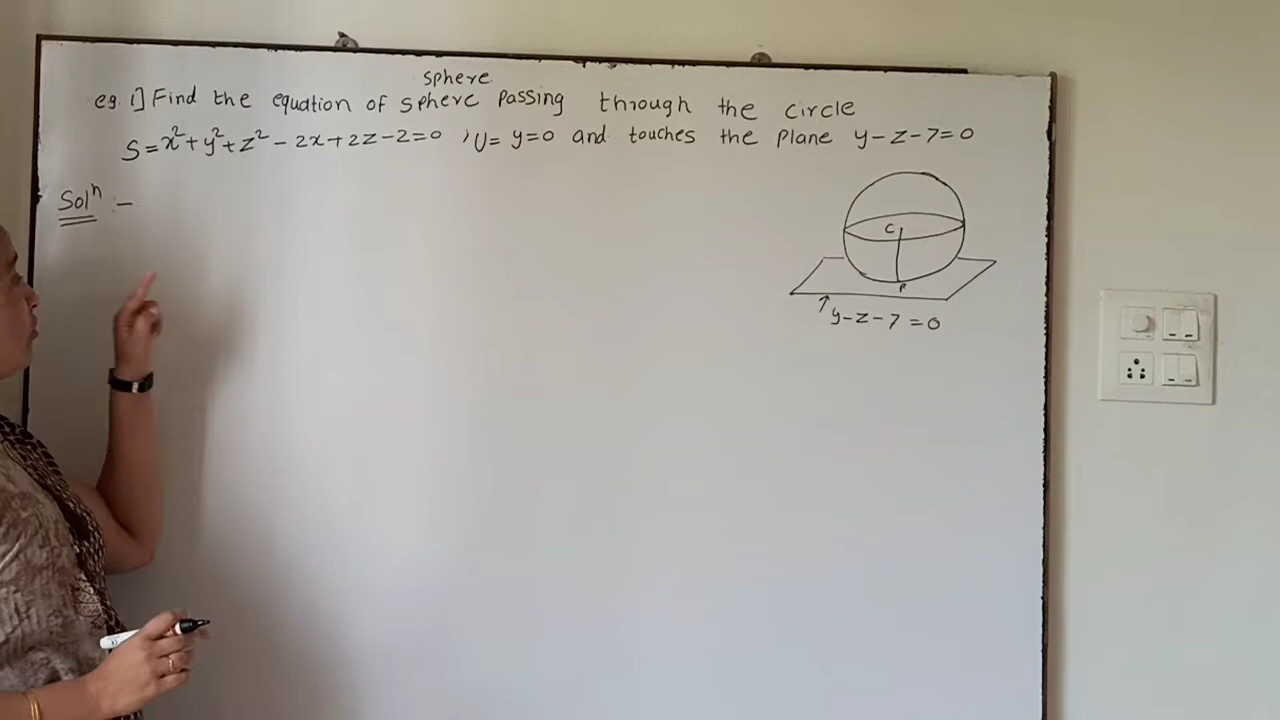 sphere
eg. 1] Find the equation of sphere passing through the circle
S = x² + y² + z² - 2x + 2z - 2 = 0 ; U = y = 0 and touches the plane y - z - 7 = 0
Solⁿ :-
C
P
y - z - 7 = 0